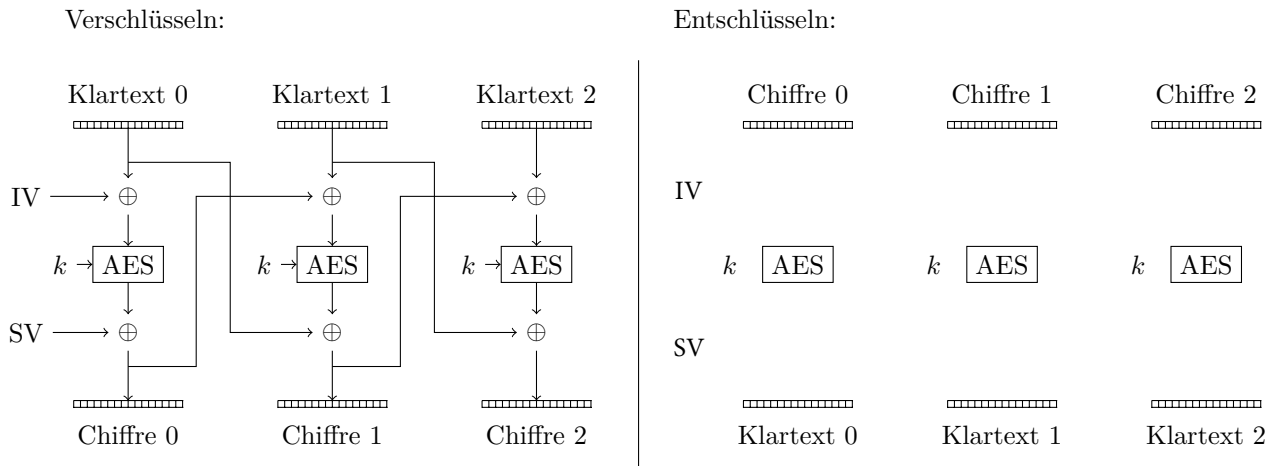 Verschlüsseln:
Klartext 0 Klartext 1 Klartext 2
IV ⊕ ⊕ ⊕
k AES k AES k AES
SV ⊕ ⊕ ⊕
Chiffre 0 Chiffre 1 Chiffre 2
Entschlüsseln:
Chiffre 0 Chiffre 1 Chiffre 2
IV
k AES k AES k AES
SV
Klartext 0 Klartext 1 Klartext 2